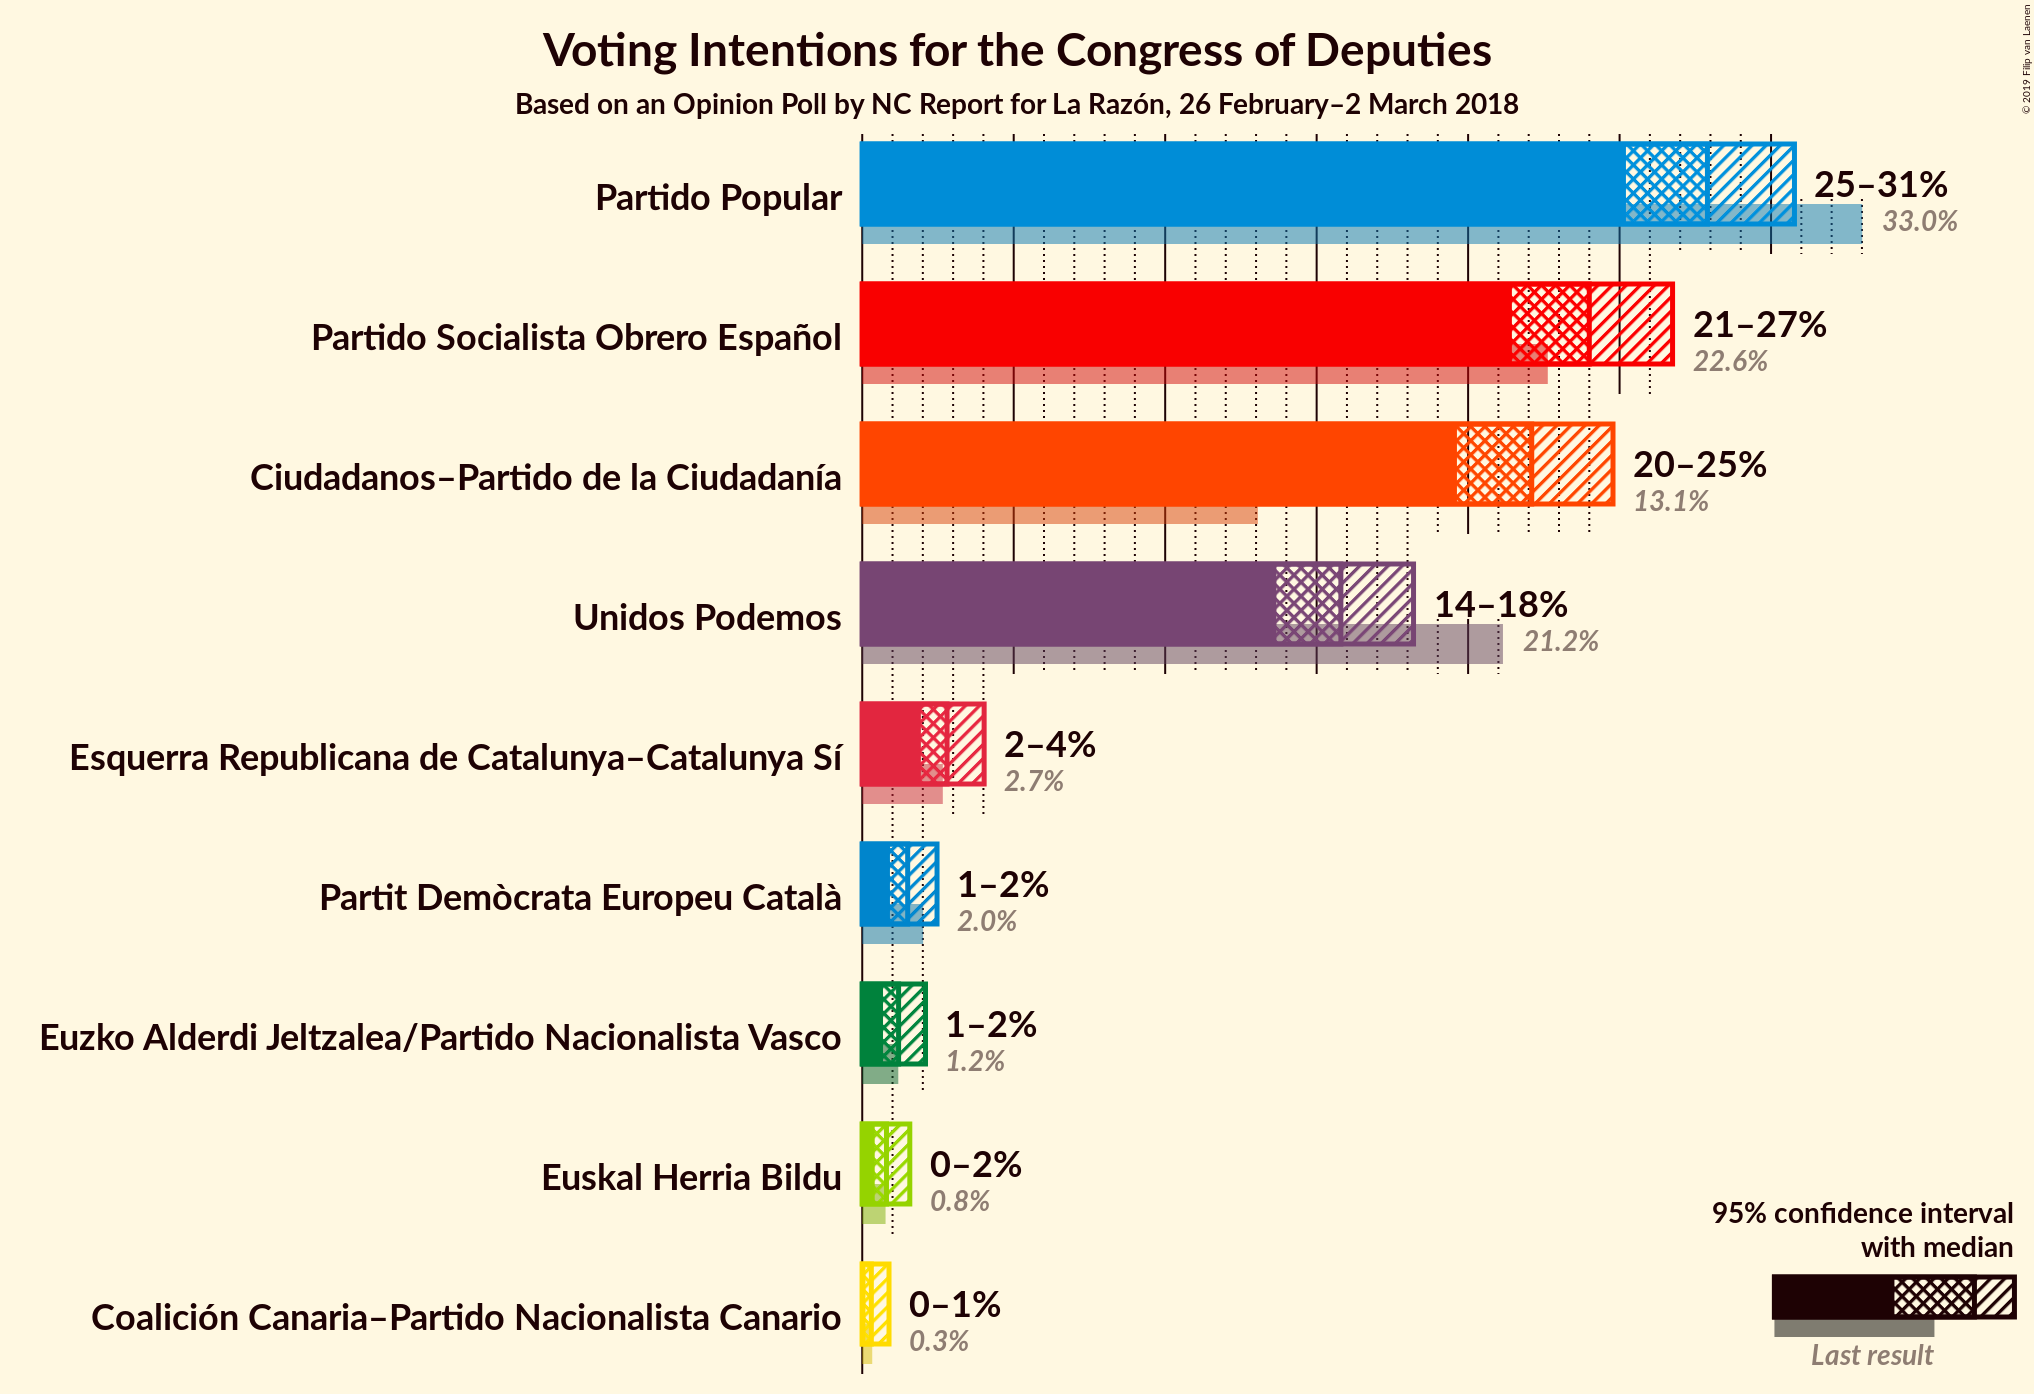 Voting Intentions for the Congress of Deputies
Based on an Opinion Poll by NC Report for La Razón, 26 February–2 March 2018
© 2019 Filip van Laenen
Partido Popular
25–31%
33.0%
Partido Socialista Obrero Español
21–27%
22.6%
Ciudadanos–Partido de la Ciudadanía
20–25%
13.1%
Unidos Podemos
14–18%
21.2%
Esquerra Republicana de Catalunya–Catalunya Sí
2–4%
2.7%
Partit Demòcrata Europeu Català
1–2%
2.0%
Euzko Alderdi Jeltzalea/Partido Nacionalista Vasco
1–2%
1.2%
Euskal Herria Bildu
0–2%
0.8%
Coalición Canaria–Partido Nacionalista Canario
0–1%
0.3%
95% confidence interval
with median
Last result